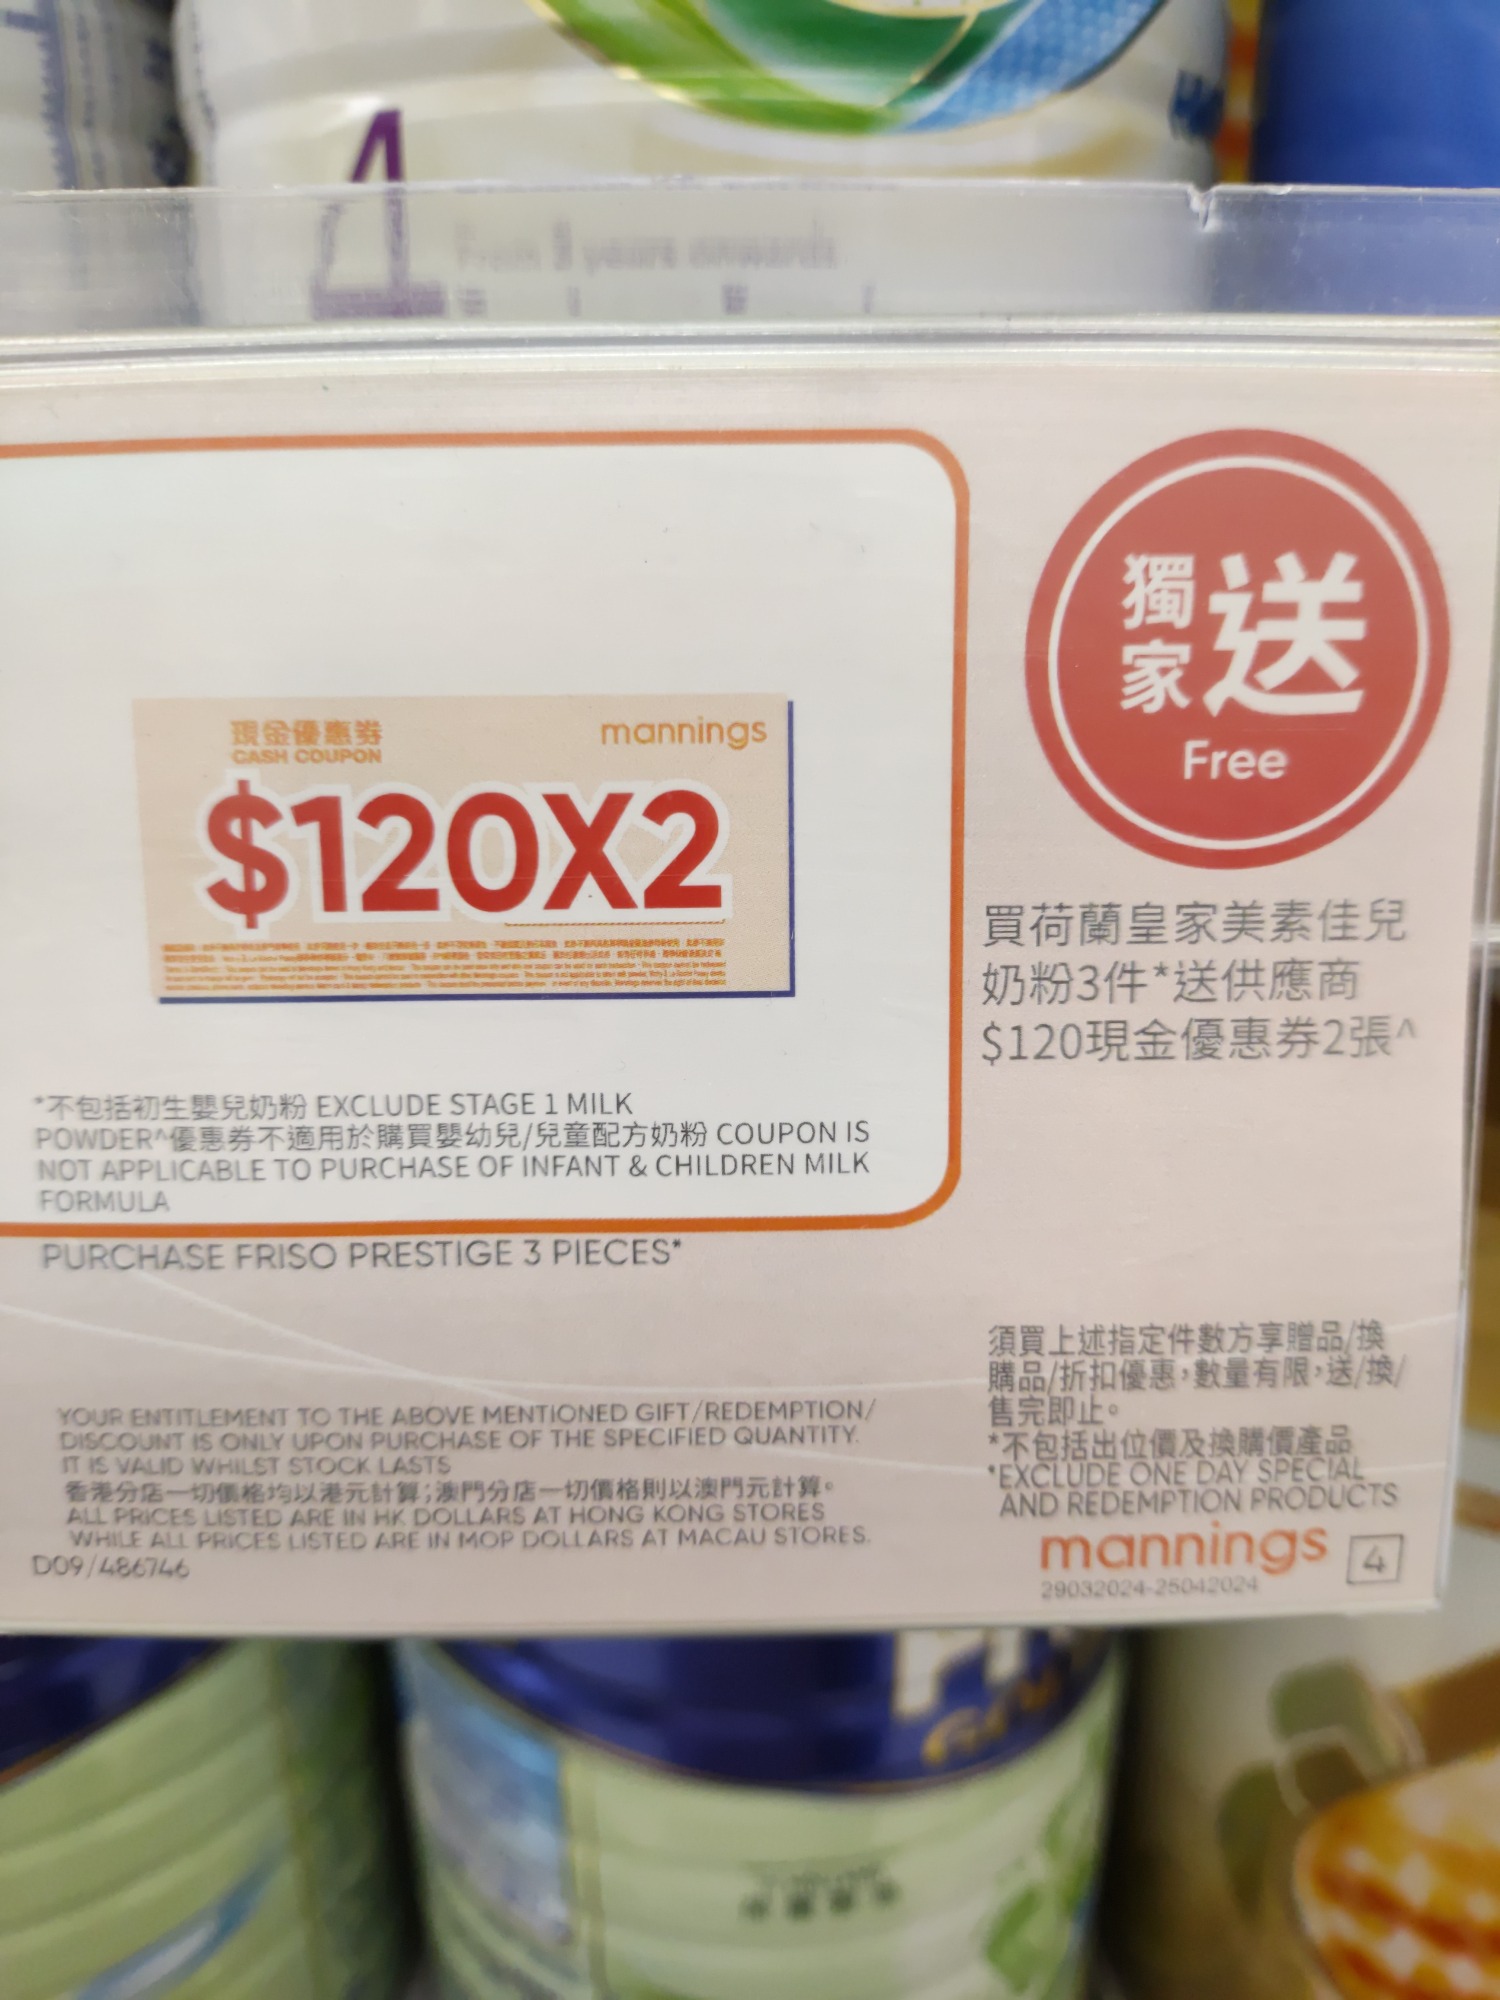 4
From 3 years onwards
獨家送
Free
現金優惠券
CASH COUPON
mannings
$120X2
買荷蘭皇家美素佳兒
奶粉3件*送供應商
$120現金優惠券2張^
*不包括初生嬰兒奶粉 EXCLUDE STAGE 1 MILK
POWDER^優惠券不適用於購買嬰幼兒/兒童配方奶粉 COUPON IS
NOT APPLICABLE TO PURCHASE OF INFANT & CHILDREN MILK
FORMULA
PURCHASE FRISO PRESTIGE 3 PIECES*
須買上述指定件數方享贈品/換
購品/折扣優惠,數量有限,送/換/
售完即止。
*不包括出位價及換購價產品
*EXCLUDE ONE DAY SPECIAL
AND REDEMPTION PRODUCTS
YOUR ENTITLEMENT TO THE ABOVE MENTIONED GIFT/REDEMPTION/
DISCOUNT IS ONLY UPON PURCHASE OF THE SPECIFIED QUANTITY.
IT IS VALID WHILST STOCK LASTS
香港分店一切價格均以港元計算;澳門分店一切價格則以澳門元計算。
ALL PRICES LISTED ARE IN HK DOLLARS AT HONG KONG STORES
WHILE ALL PRICES LISTED ARE IN MOP DOLLARS AT MACAU STORES.
D09/486746
mannings 4
29032024-25042024